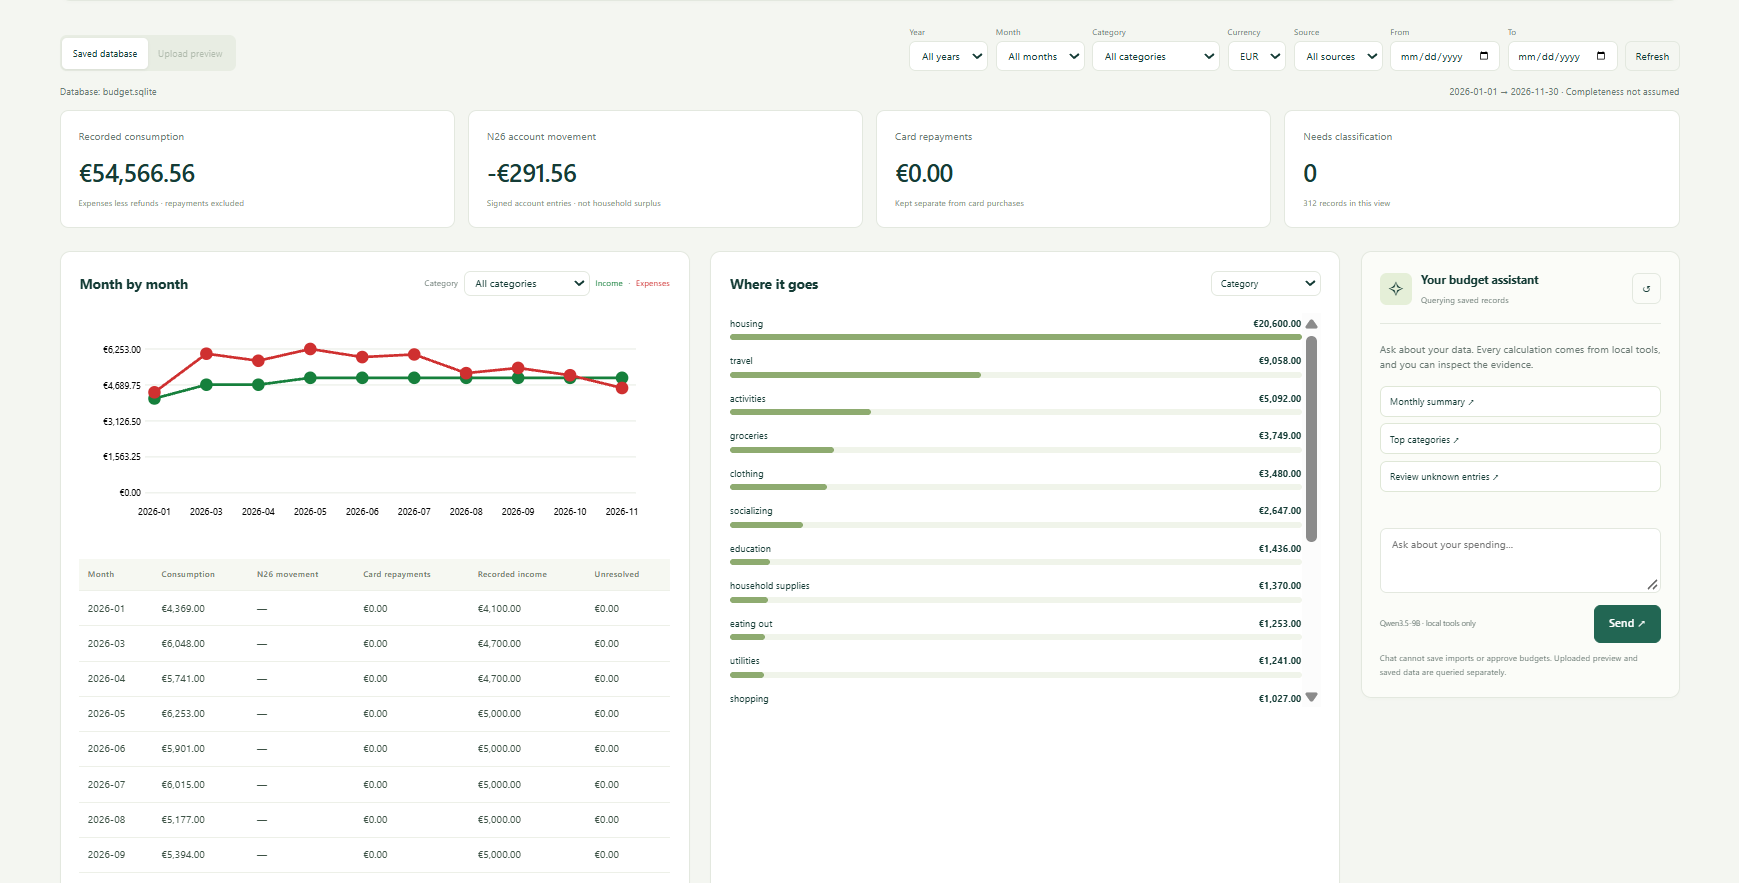 Saved database
Upload preview
Year
Month
Category
Currency
Source
From
To
All years
All months
All categories
EUR
All sources
mm/dd/yyyy
mm/dd/yyyy
Refresh
Database: budget.sqlite
2026-01-01 → 2026-11-30 · Completeness not assumed
Recorded consumption
€54,566.56
Expenses less refunds · repayments excluded
N26 account movement
-€291.56
Signed account entries · not household surplus
Card repayments
€0.00
Kept separate from card purchases
Needs classification
0
312 records in this view
Month by month
Category
All categories
Income · Expenses
€6,253.00
€4,689.75
€3,126.50
€1,563.25
€0.00
2026-01 2026-03 2026-04 2026-05 2026-06 2026-07 2026-08 2026-09 2026-10 2026-11
Month Consumption N26 movement Card repayments Recorded income Unresolved
2026-01 €4,369.00 — €0.00 €4,100.00 €0.00
2026-03 €6,048.00 — €0.00 €4,700.00 €0.00
2026-04 €5,741.00 — €0.00 €4,700.00 €0.00
2026-05 €6,253.00 — €0.00 €5,000.00 €0.00
2026-06 €5,901.00 — €0.00 €5,000.00 €0.00
2026-07 €6,015.00 — €0.00 €5,000.00 €0.00
2026-08 €5,177.00 — €0.00 €5,000.00 €0.00
2026-09 €5,394.00 — €0.00 €5,000.00 €0.00
Where it goes
Category
housing €20,600.00
travel €9,058.00
activities €5,092.00
groceries €3,749.00
clothing €3,480.00
socializing €2,647.00
education €1,436.00
household supplies €1,370.00
eating out €1,253.00
utilities €1,241.00
shopping €1,027.00
Your budget assistant
Querying saved records
Ask about your data. Every calculation comes from local tools,
and you can inspect the evidence.
Monthly summary ↗
Top categories ↗
Review unknown entries ↗
Ask about your spending...
Qwen3.5-9B · local tools only
Send ↗
Chat cannot save imports or approve budgets. Uploaded preview and
saved data are queried separately.